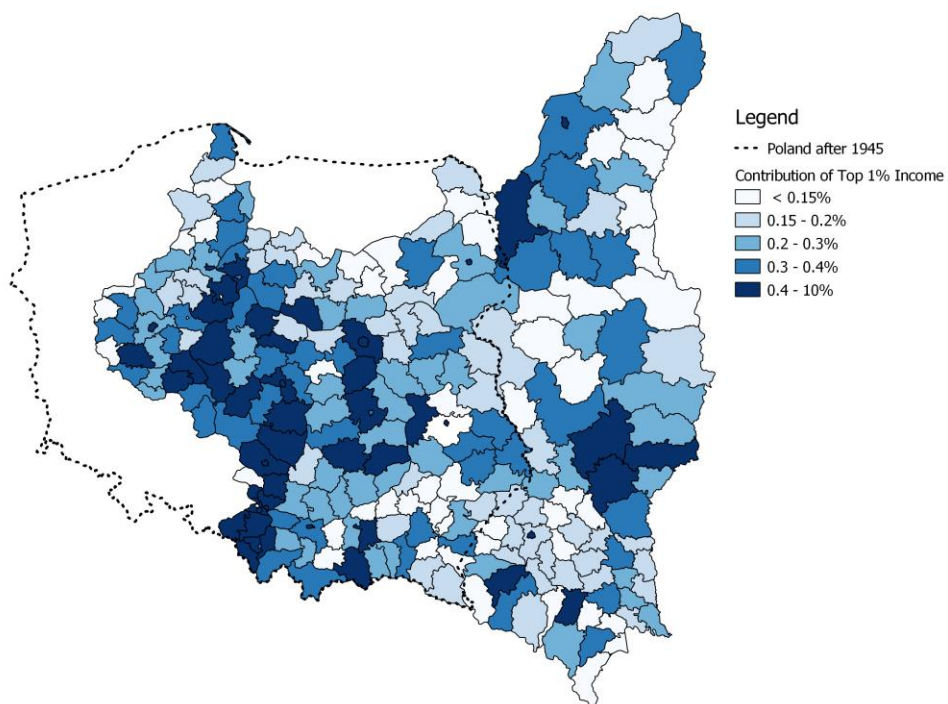 Legend
Poland after 1945
Contribution of Top 1% Income
< 0.15%
0.15 - 0.2%
0.2 - 0.3%
0.3 - 0.4%
0.4 - 10%